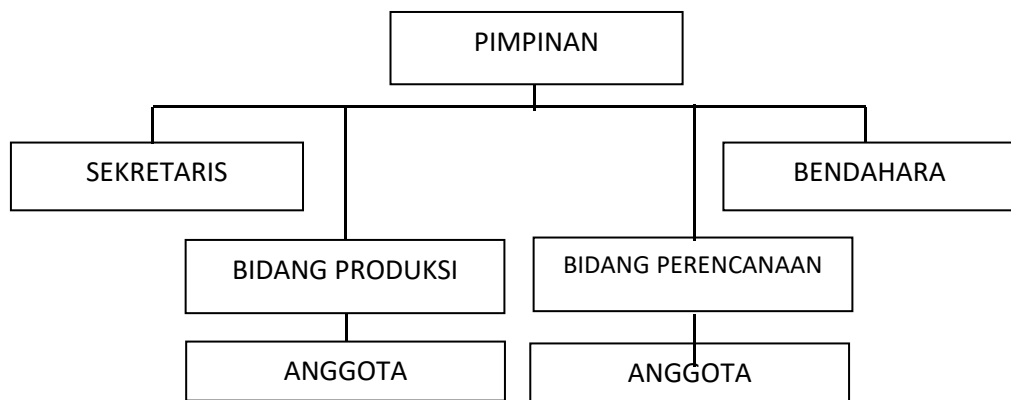 PIMPINAN
SEKRETARIS
BENDAHARA
BIDANG PRODUKSI
BIDANG PERENCANAAN
ANGGOTA
ANGGOTA